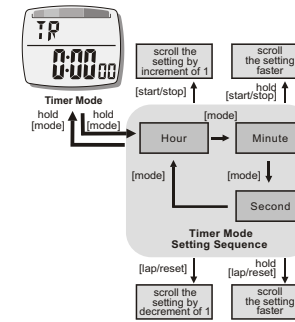 TR
0:00 00
Timer Mode
hold
[mode]
hold
[mode]
scroll the
setting by
increment of 1
scroll
the setting
faster
[start/stop]
hold
[start/stop]
[mode]
Hour
Minute
[mode]
[mode]
Second
Timer Mode
Setting Sequence
[lap/reset]
hold
[lap/reset]
scroll the
setting by
decrement of 1
scroll
the setting
faster